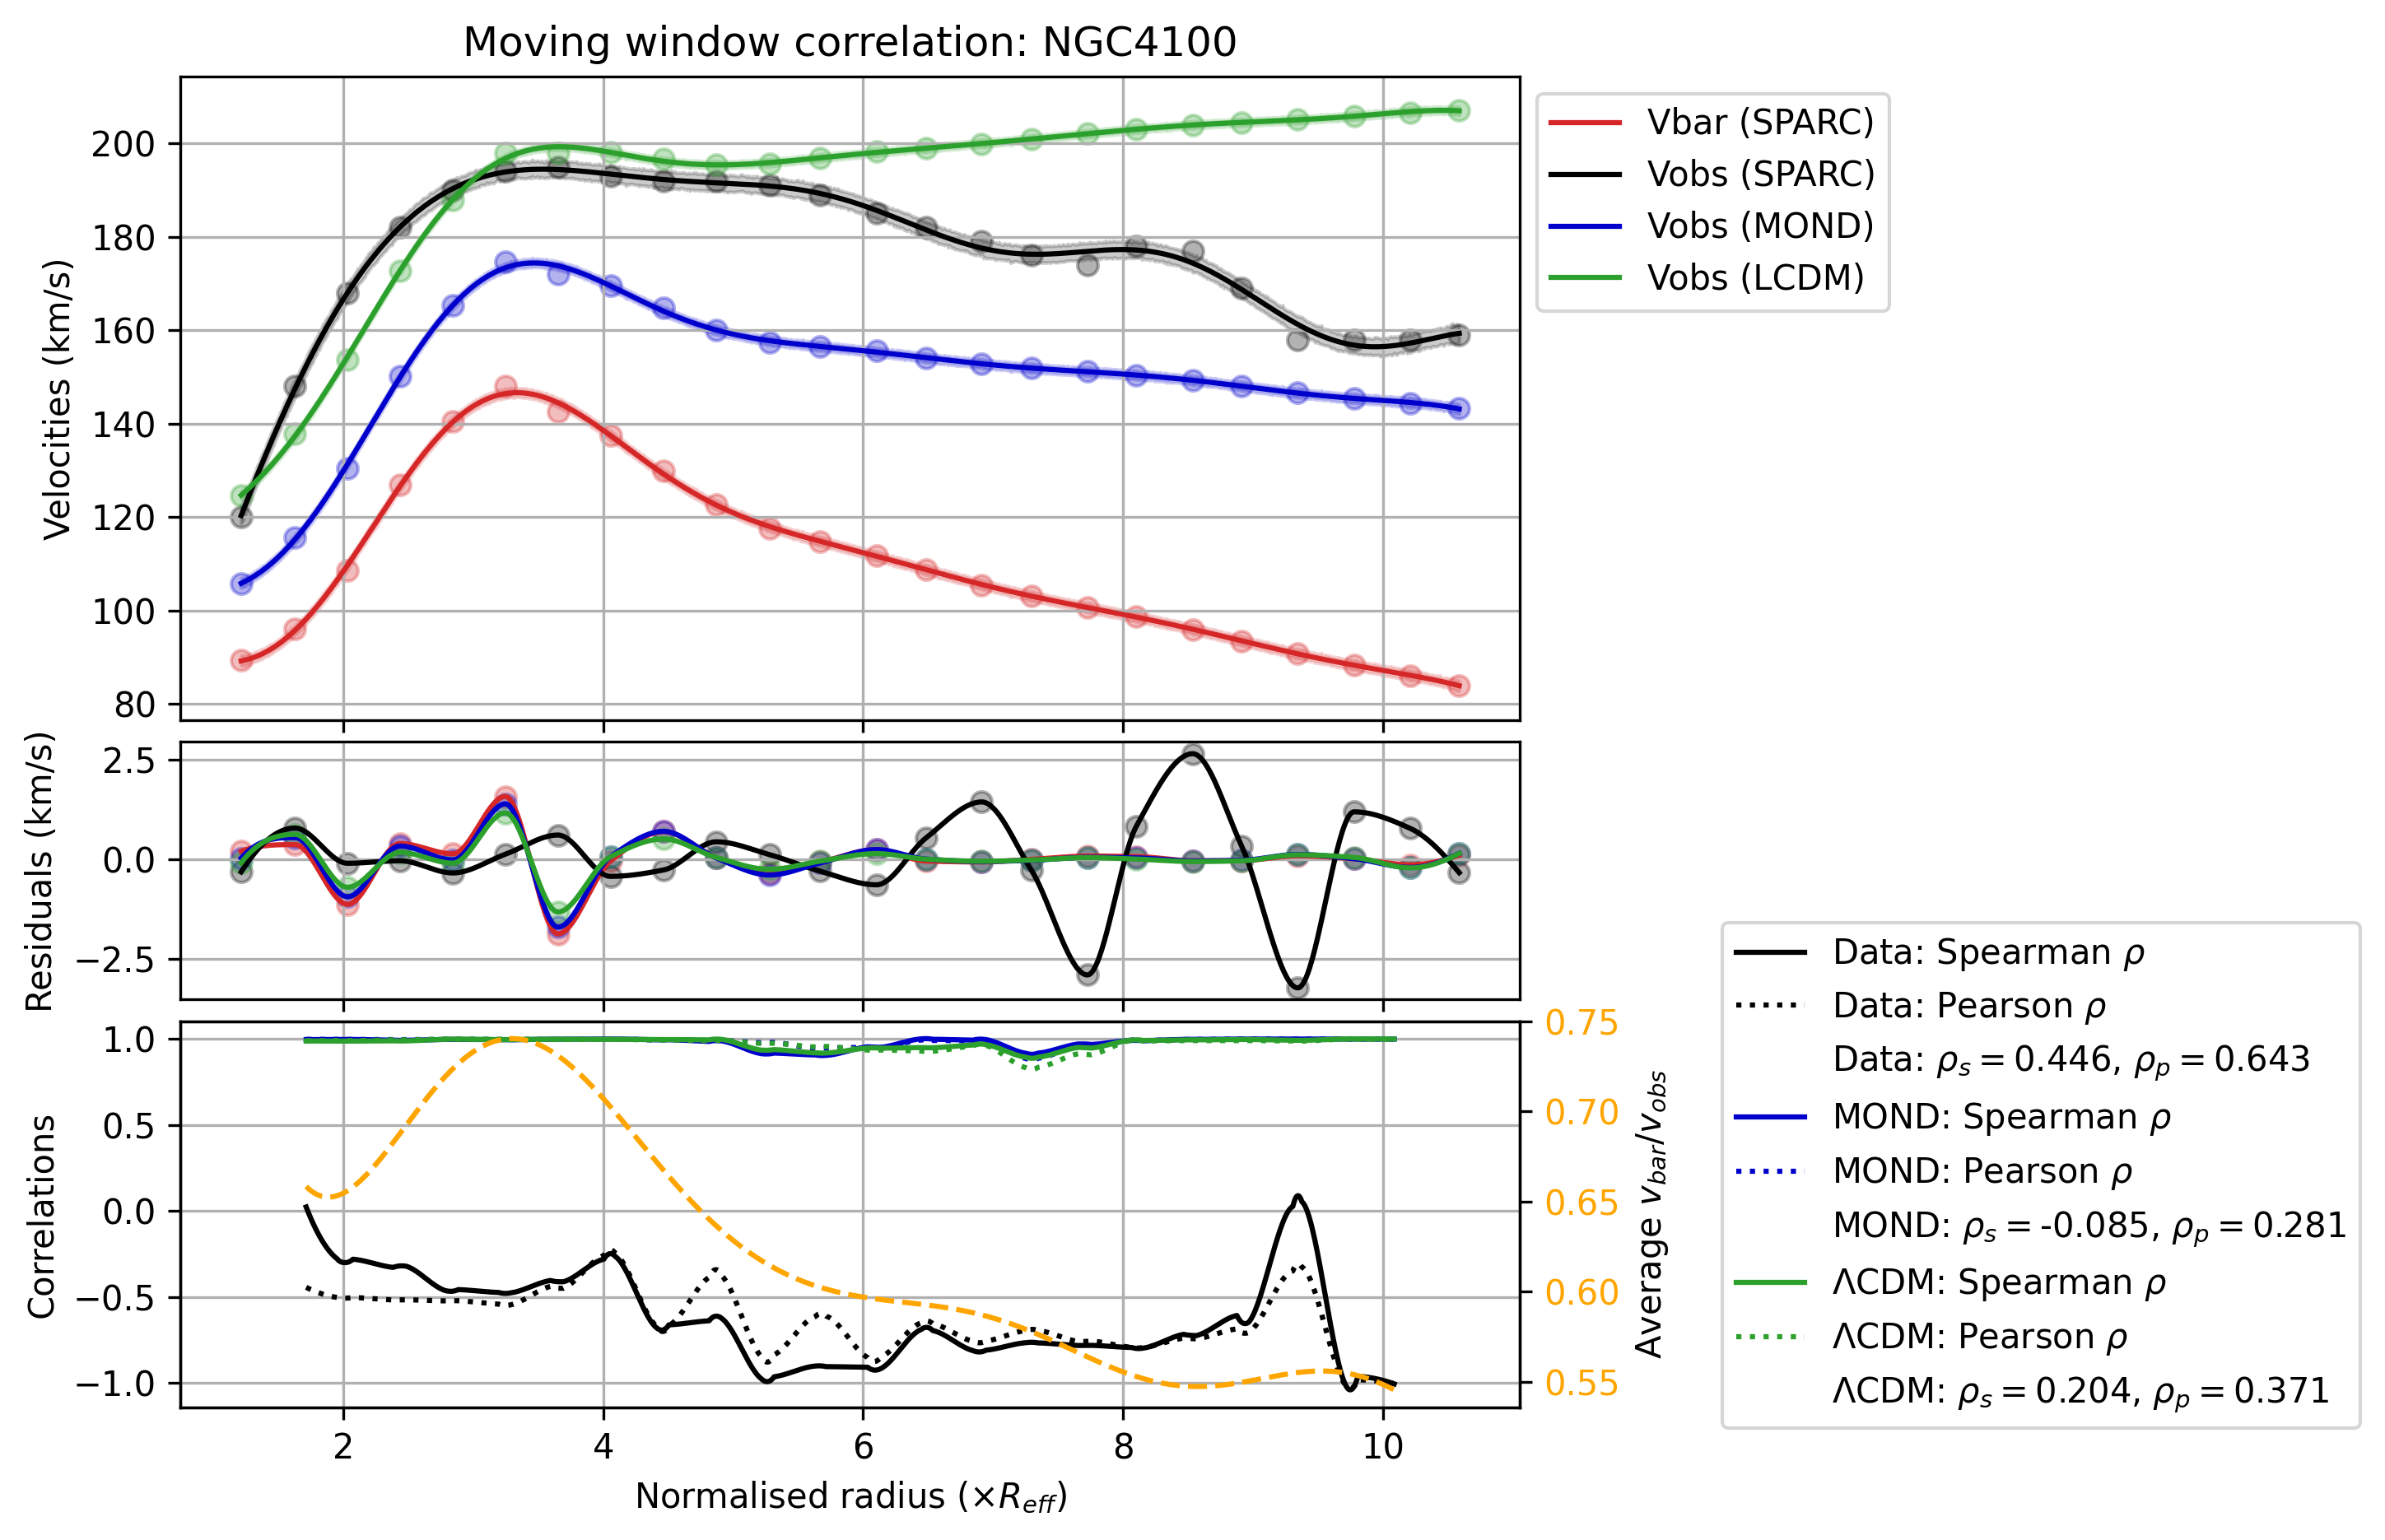 Moving window correlation: NGC4100
Velocities (km/s)
200
180
160
140
120
100
80
Vbar (SPARC)
Vobs (SPARC)
Vobs (MOND)
Vobs (LCDM)
Residuals (km/s)
2.5
0.0
−2.5
Correlations
1.0
0.5
0.0
−0.5
−1.0
0.75
0.70
0.65
0.60
0.55
Average v_bar/v_obs
2 4 6 8 10
Normalised radius (×R_eff)
Data: Spearman ρ
Data: Pearson ρ
Data: ρ_s = 0.446, ρ_p = 0.643
MOND: Spearman ρ
MOND: Pearson ρ
MOND: ρ_s = -0.085, ρ_p = 0.281
ΛCDM: Spearman ρ
ΛCDM: Pearson ρ
ΛCDM: ρ_s = 0.204, ρ_p = 0.371